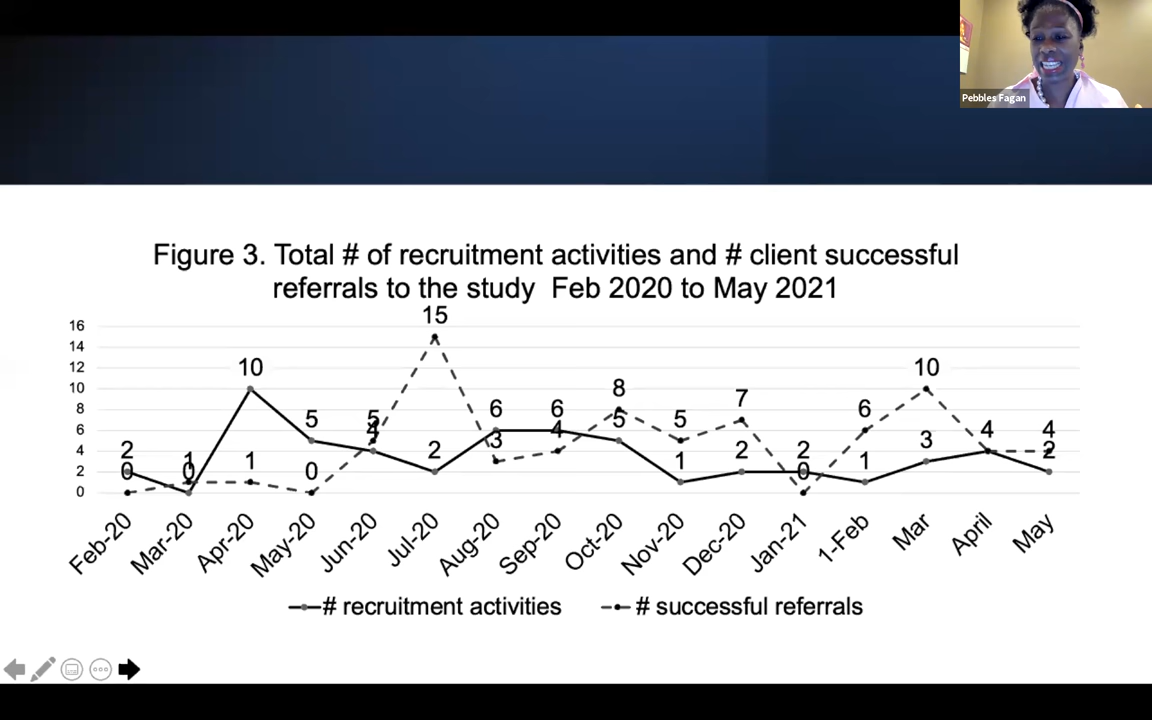 Pebbles Fagan
Figure 3. Total # of recruitment activities and # client successful
referrals to the study Feb 2020 to May 2021
16
14
12
10
8
6
4
2
0
2 0 1 0 10 1 5 0 5 4 15 2 6 3 6 4 8 5 5 1 7 2 2 0 6 1 10 3 4 4 2
Feb-20 Mar-20 Apr-20 May-20 Jun-20 Jul-20 Aug-20 Sep-20 Oct-20 Nov-20 Dec-20 Jan-21 1-Feb Mar April May
# recruitment activities # successful referrals